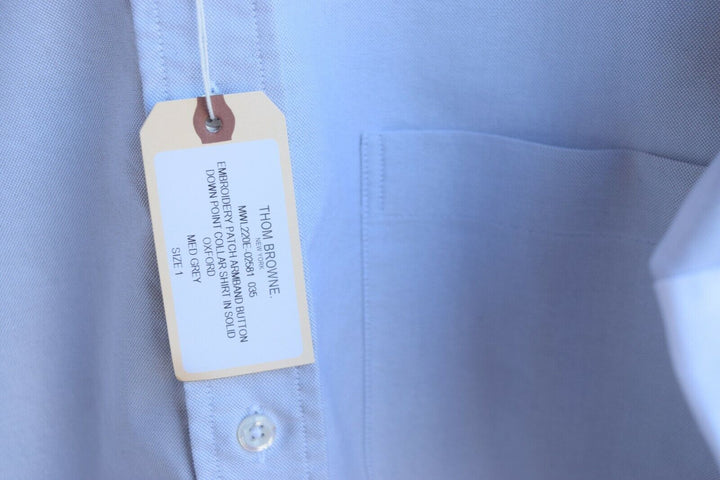 THOM BROWNE.
NEW YORK
MWL220E-02581 035
EMBROIDERY PATCH ARMBAND BUTTON
DOWN POINT COLLAR SHIRT IN SOLID
OXFORD
MED GREY
SIZE 1